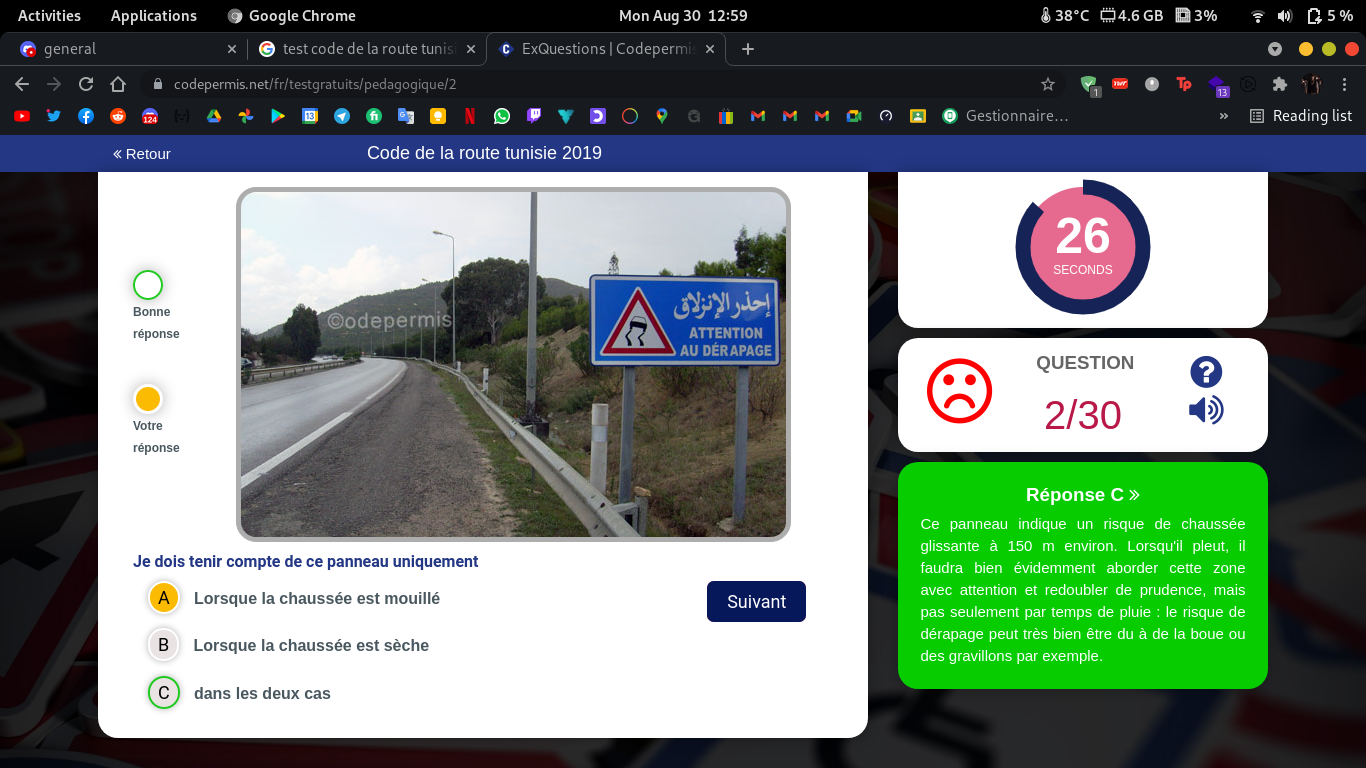 Activities Applications Google Chrome Mon Aug 30 12:59 38°C 4.6 GB 3% 5 %
general test code de la route tunisi ExQuestions | Codepermis
codepermis.net/fr/testgratuits/pedagogique/2 1 TMT Tp 13
124 13 Gestionnaire… » Reading list
Retour Code de la route tunisie 2019
26
SECONDS
Bonne
réponse
Votre
réponse
©odepermis
إحذر الإنزلاق
ATTENTION
AU DÉRAPAGE
QUESTION
2/30
Je dois tenir compte de ce panneau uniquement
A Lorsque la chaussée est mouillé
B Lorsque la chaussée est sèche
C dans les deux cas
Suivant
Réponse C »
Ce panneau indique un risque de chaussée
glissante à 150 m environ. Lorsqu'il pleut, il
faudra bien évidemment aborder cette zone
avec attention et redoubler de prudence, mais
pas seulement par temps de pluie : le risque de
dérapage peut très bien être du à de la boue ou
des gravillons par exemple.